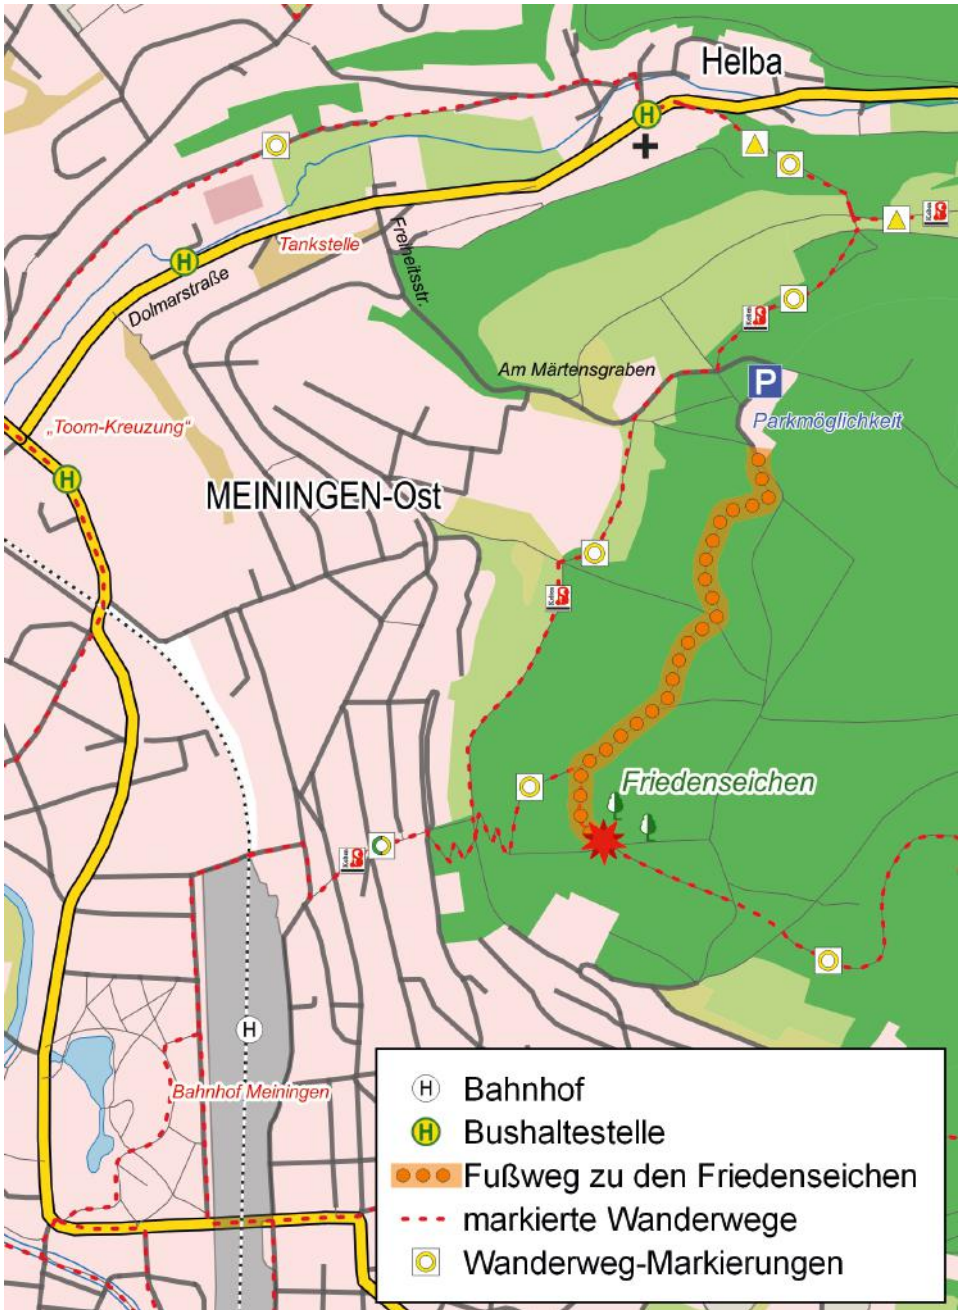 Helba
H
Freiheitsstr.
Tankstelle
H
Dolmarstraße
Am Märtensgraben
P
Parkmöglichkeit
„Toom-Kreuzung“
H
MEININGEN-Ost
Friedenseichen
H
Bahnhof Meiningen
H Bahnhof
H Bushaltestelle
Fußweg zu den Friedenseichen
markierte Wanderwege
Wanderweg-Markierungen